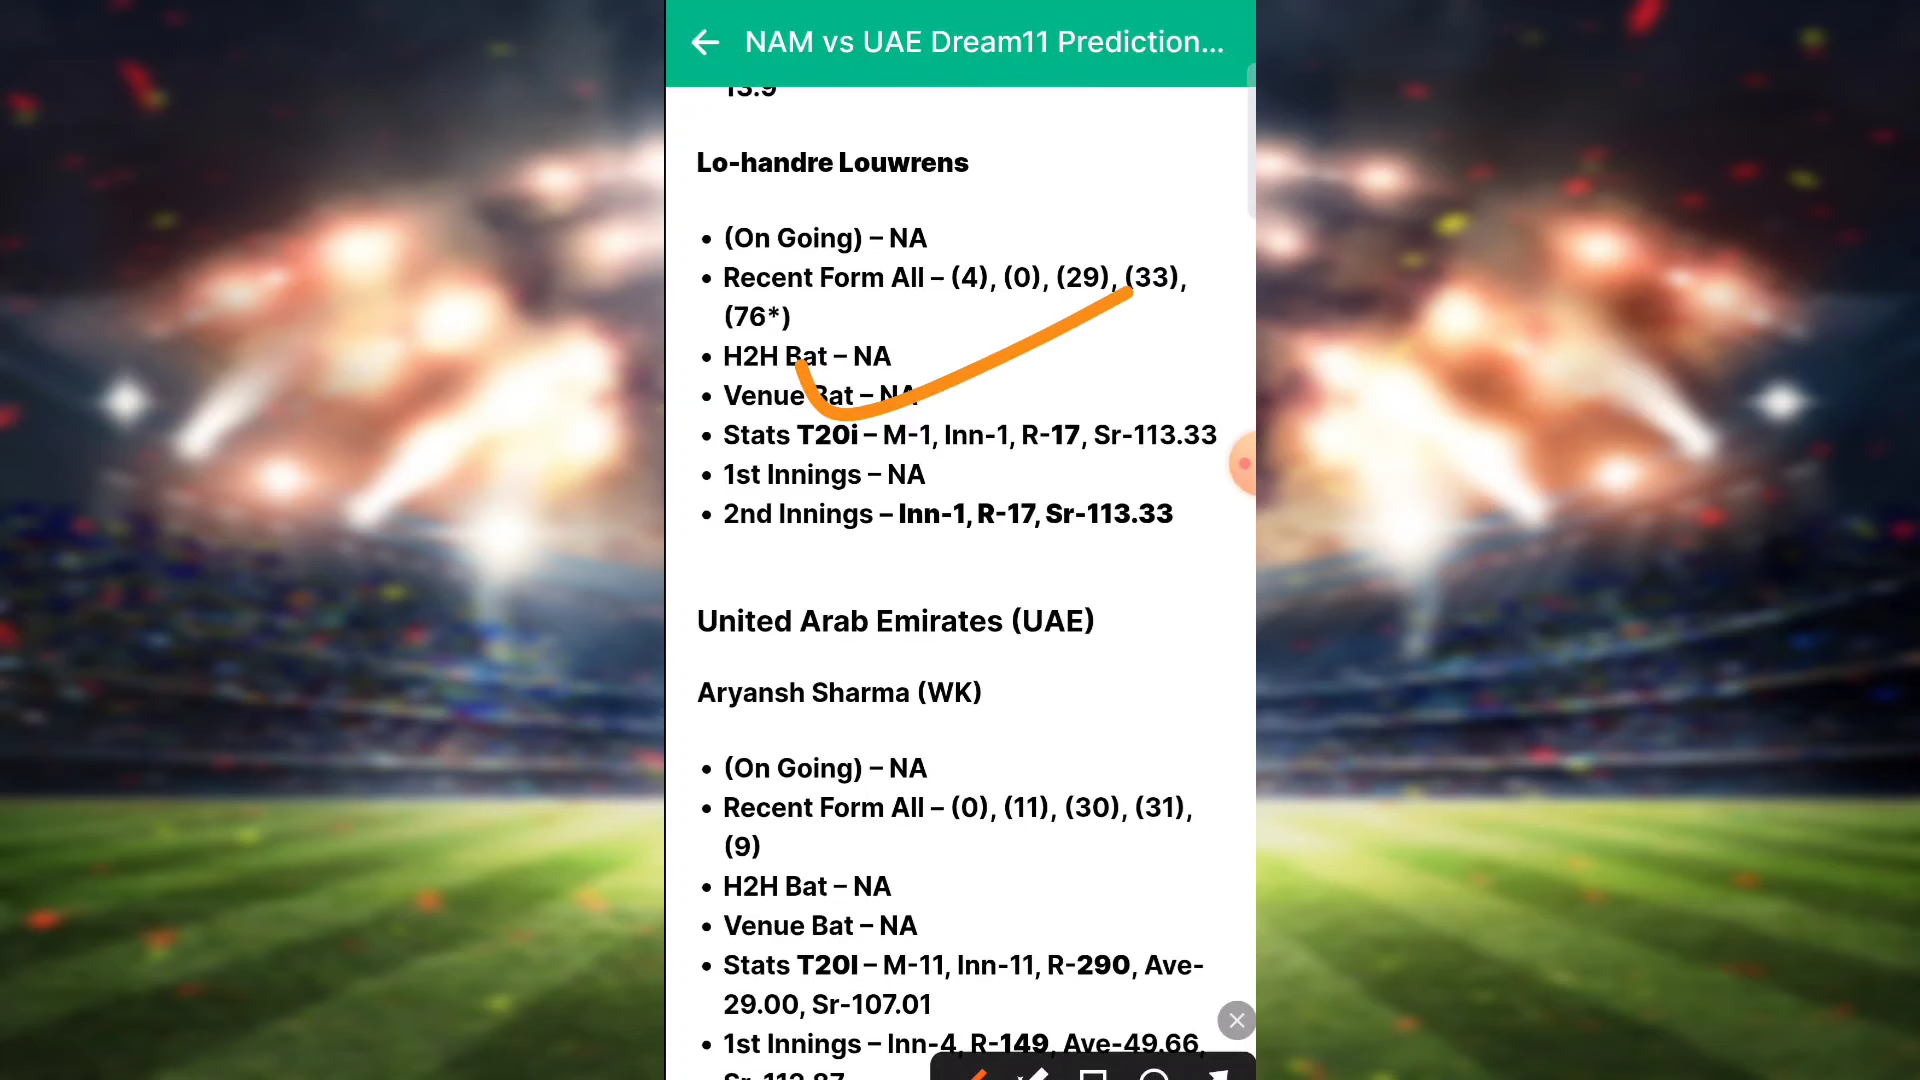 NAM vs UAE Dream11 Prediction...
13.9
Lo-handre Louwrens
• (On Going) – NA
• Recent Form All – (4), (0), (29), (33),
(76*)
• H2H Bat – NA
• Venue Bat – NA
• Stats T20i – M-1, Inn-1, R-17, Sr-113.33
• 1st Innings – NA
• 2nd Innings – Inn-1, R-17, Sr-113.33
United Arab Emirates (UAE)
Aryansh Sharma (WK)
• (On Going) – NA
• Recent Form All – (0), (11), (30), (31),
(9)
• H2H Bat – NA
• Venue Bat – NA
• Stats T20I – M-11, Inn-11, R-290, Ave-
29.00, Sr-107.01
• 1st Innings – Inn-4, R-149, Ave-49.66,